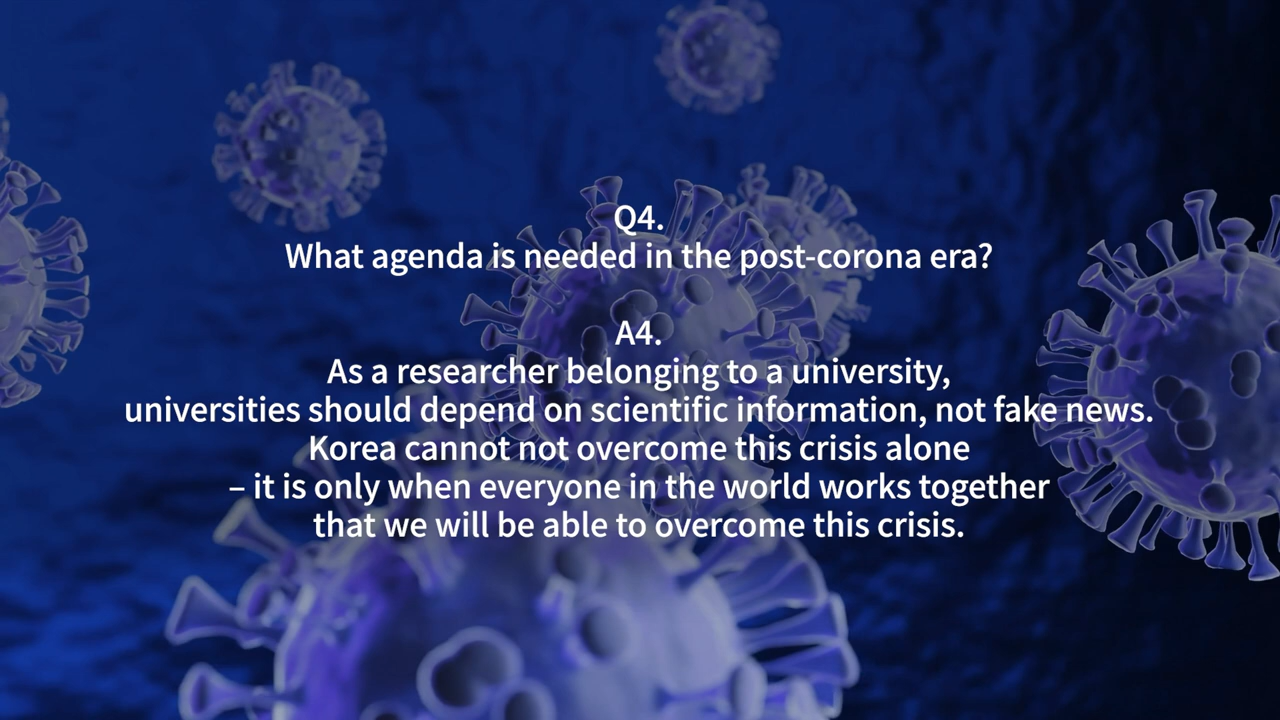 Q4.
What agenda is needed in the post-corona era?
A4.
As a researcher belonging to a university,
universities should depend on scientific information, not fake news.
Korea cannot not overcome this crisis alone
– it is only when everyone in the world works together
that we will be able to overcome this crisis.